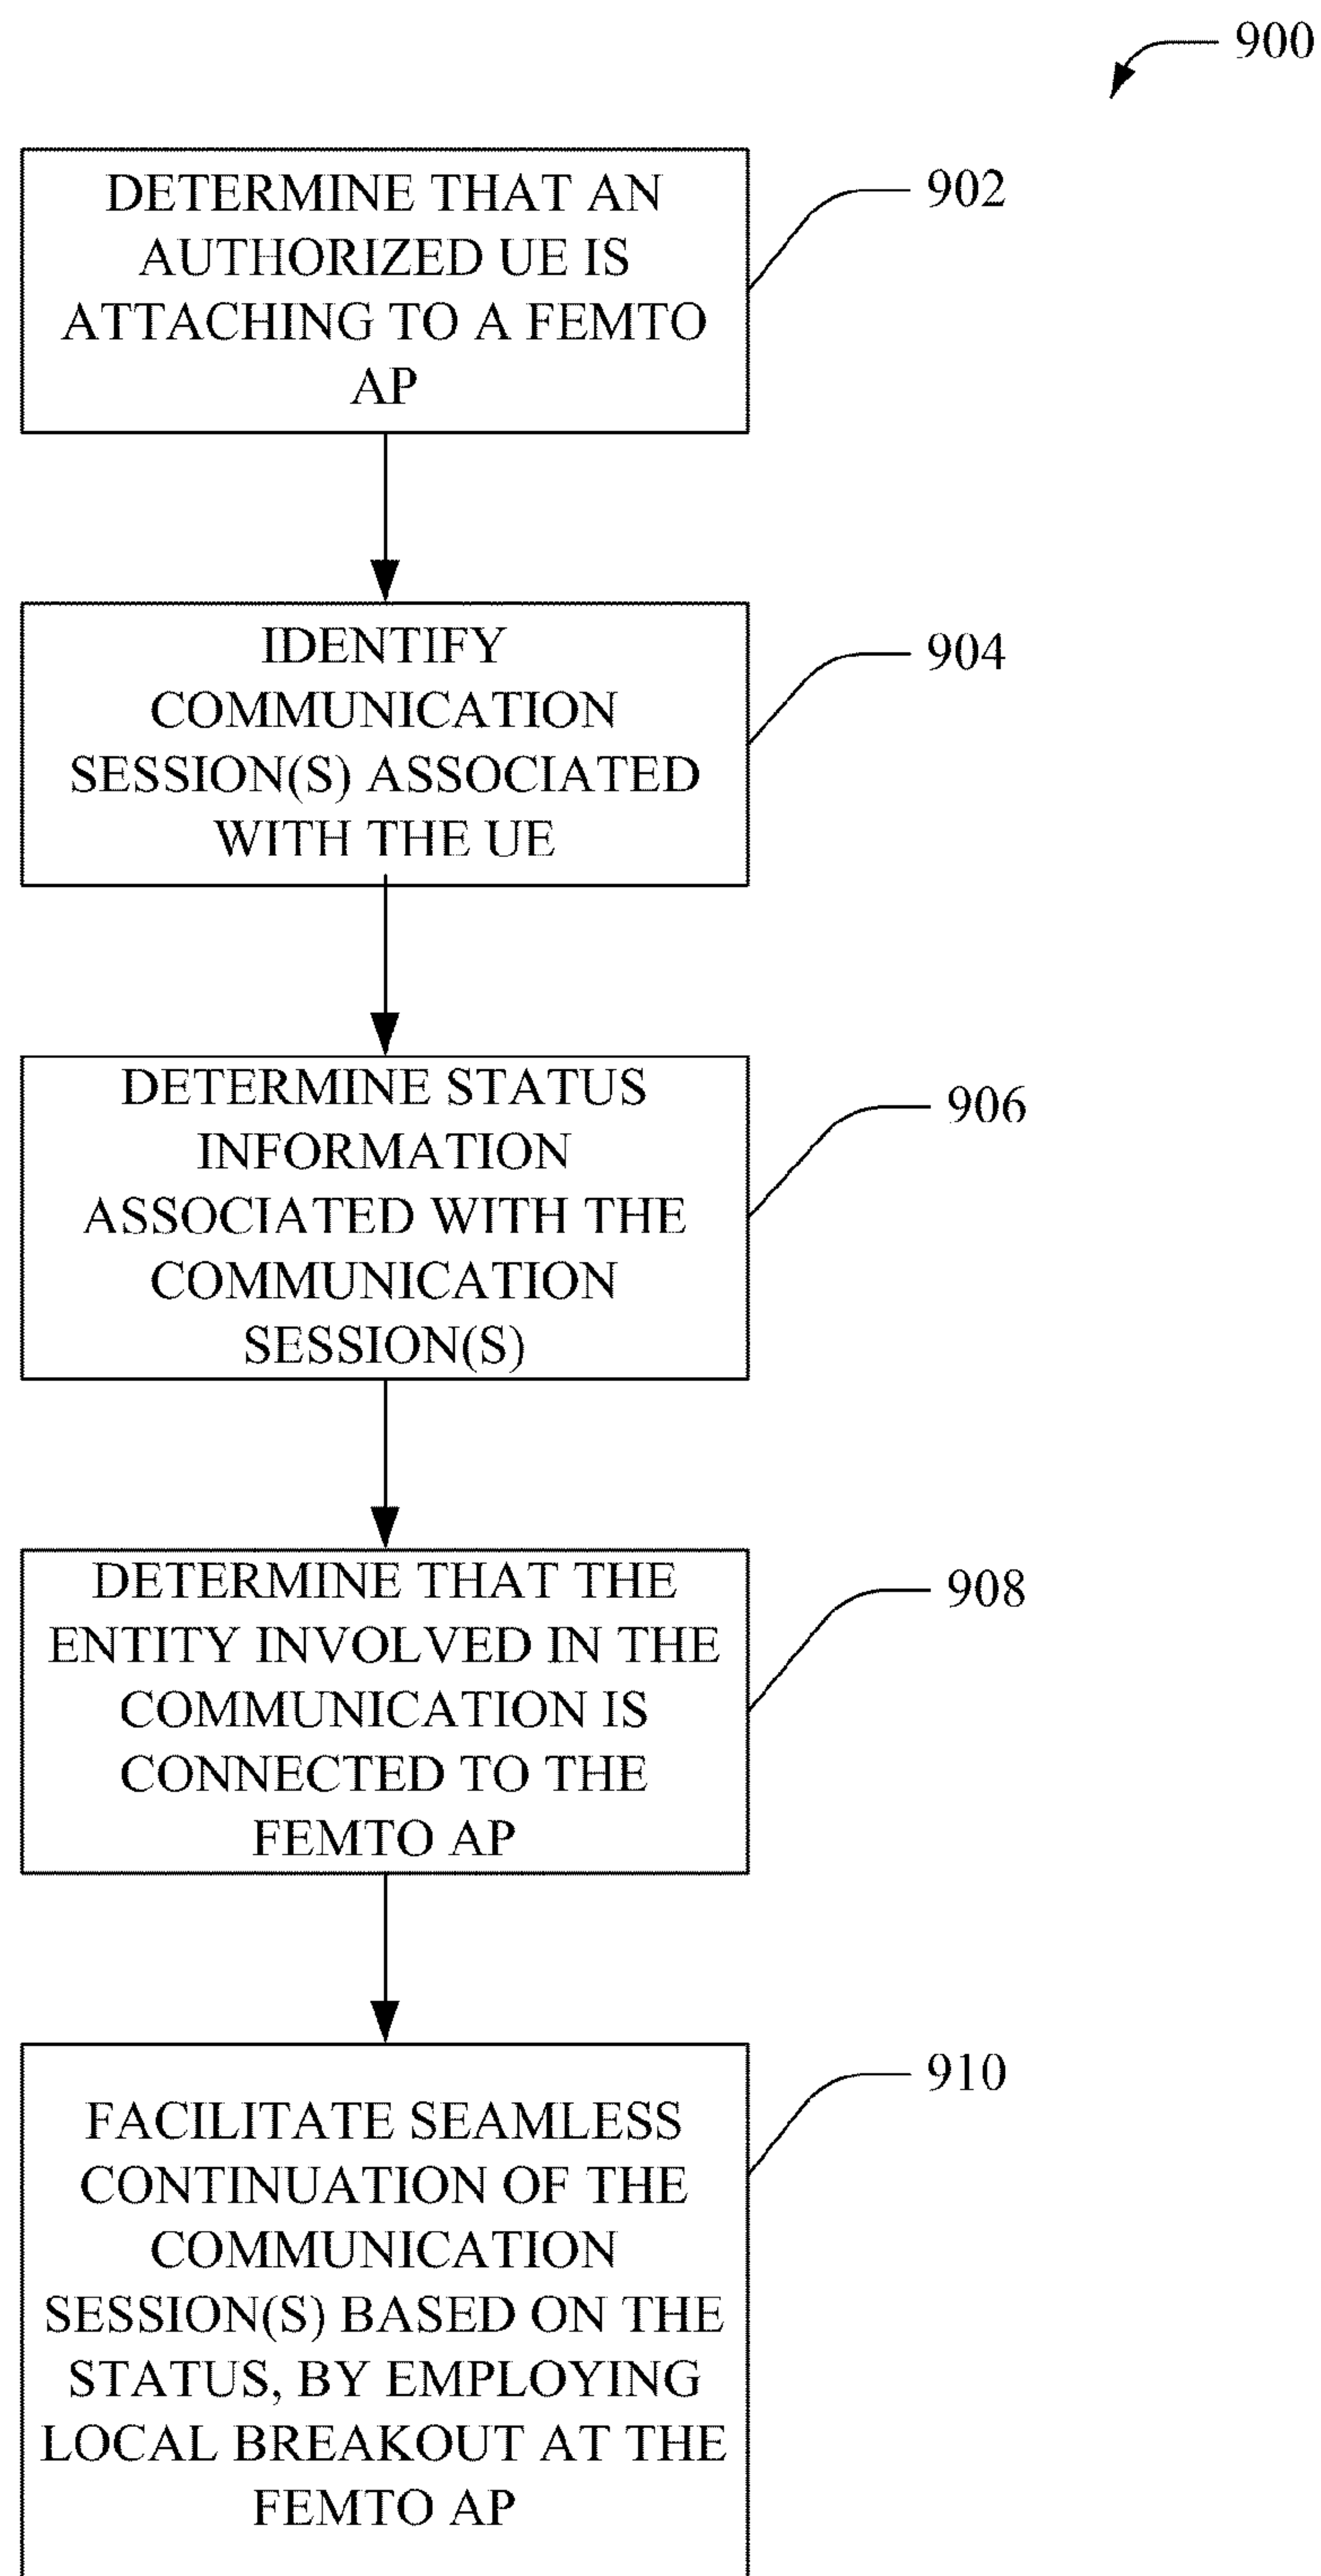 900
DETERMINE THAT AN
AUTHORIZED UE IS
ATTACHING TO A FEMTO
AP
902
IDENTIFY
COMMUNICATION
SESSION(S) ASSOCIATED
WITH THE UE
904
DETERMINE STATUS
INFORMATION
ASSOCIATED WITH THE
COMMUNICATION
SESSION(S)
906
DETERMINE THAT THE
ENTITY INVOLVED IN THE
COMMUNICATION IS
CONNECTED TO THE
FEMTO AP
908
FACILITATE SEAMLESS
CONTINUATION OF THE
COMMUNICATION
SESSION(S) BASED ON THE
STATUS, BY EMPLOYING
LOCAL BREAKOUT AT THE
FEMTO AP
910